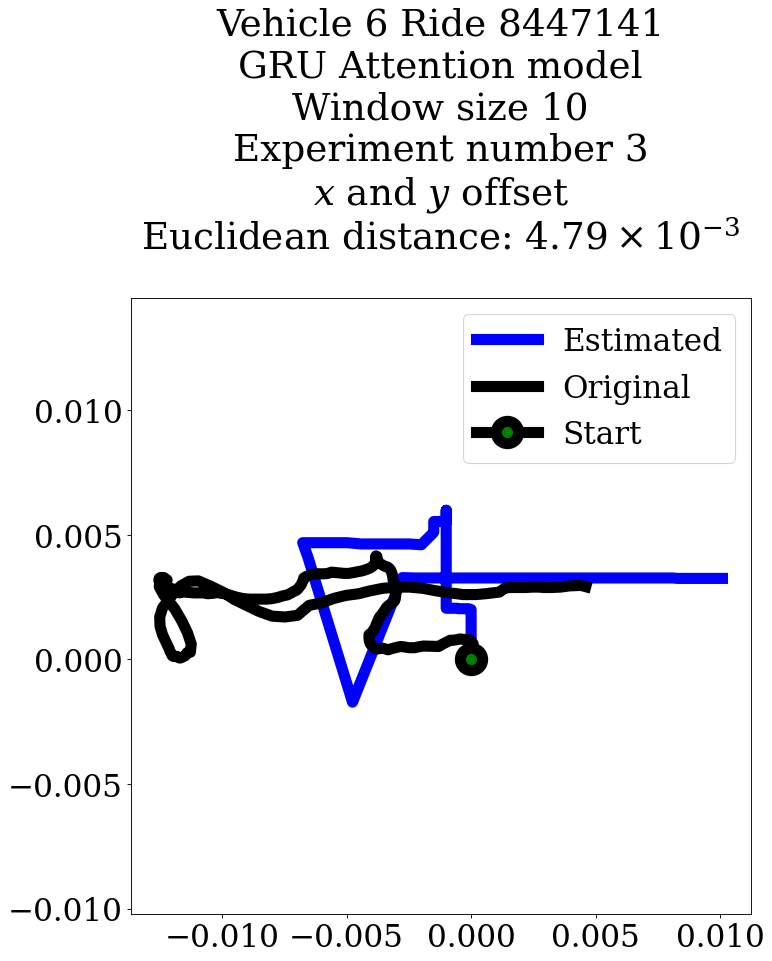 Vehicle 6 Ride 8447141
GRU Attention model
Window size 10
Experiment number 3
x and y offset
Euclidean distance: 4.79 × 10⁻³
Estimated
Original
Start
0.010
0.005
0.000
−0.005
−0.010
−0.010 −0.005 0.000 0.005 0.010